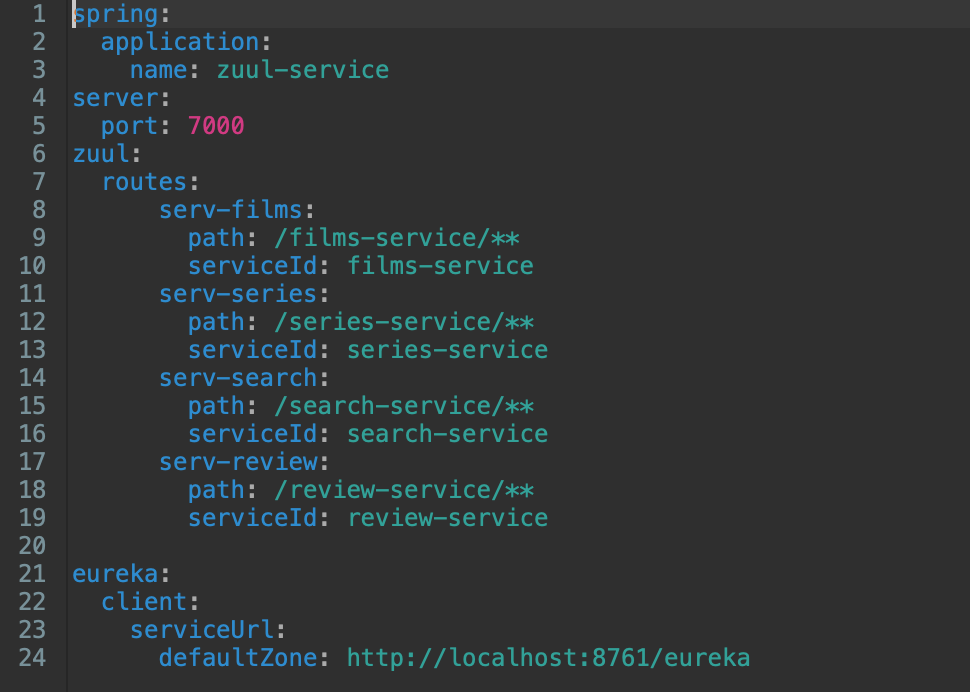 1 spring:
2   application:
3     name: zuul-service
4 server:
5   port: 7000
6 zuul:
7   routes:
8       serv-films:
9         path: /films-service/**
10         serviceId: films-service
11       serv-series:
12         path: /series-service/**
13         serviceId: series-service
14       serv-search:
15         path: /search-service/**
16         serviceId: search-service
17       serv-review:
18         path: /review-service/**
19         serviceId: review-service
20
21 eureka:
22   client:
23     serviceUrl:
24       defaultZone: http://localhost:8761/eureka